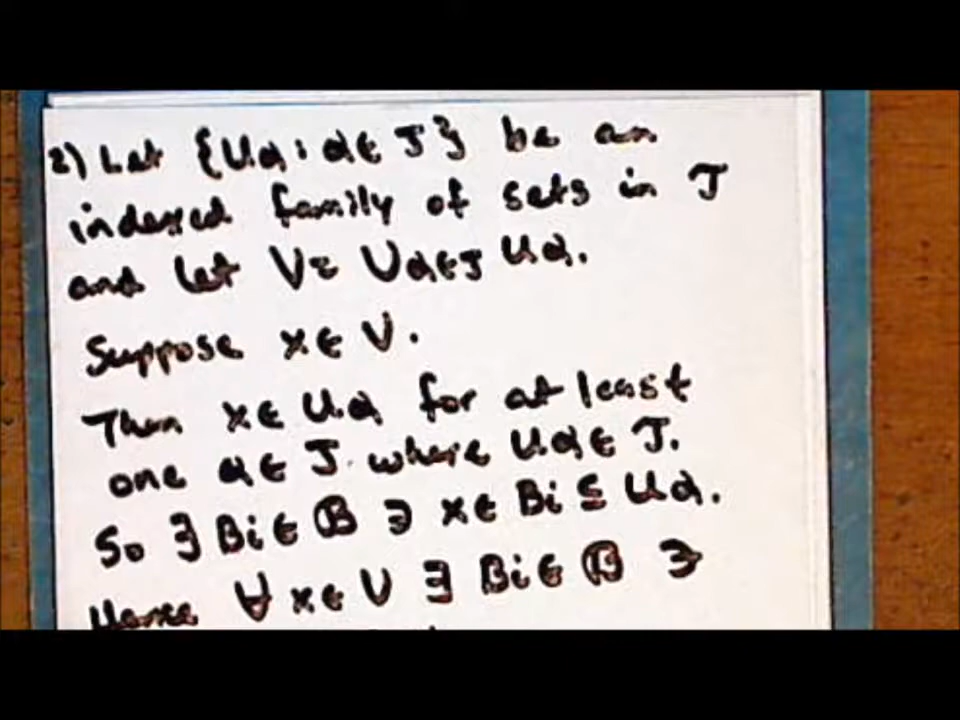 2) Let {Uα : α ∈ J} be an
indexed family of sets in T
and let V = ∪α∈J Uα.
Suppose x ∈ V.
Then x ∈ Uα for at least
one α ∈ J. where Uα ∈ T.
So ∃ Bi ∈ 𝔹 ∋ x ∈ Bi ⊆ Uα.
Hence ∀ x ∈ V ∃ Bi ∈ 𝔹 ∋